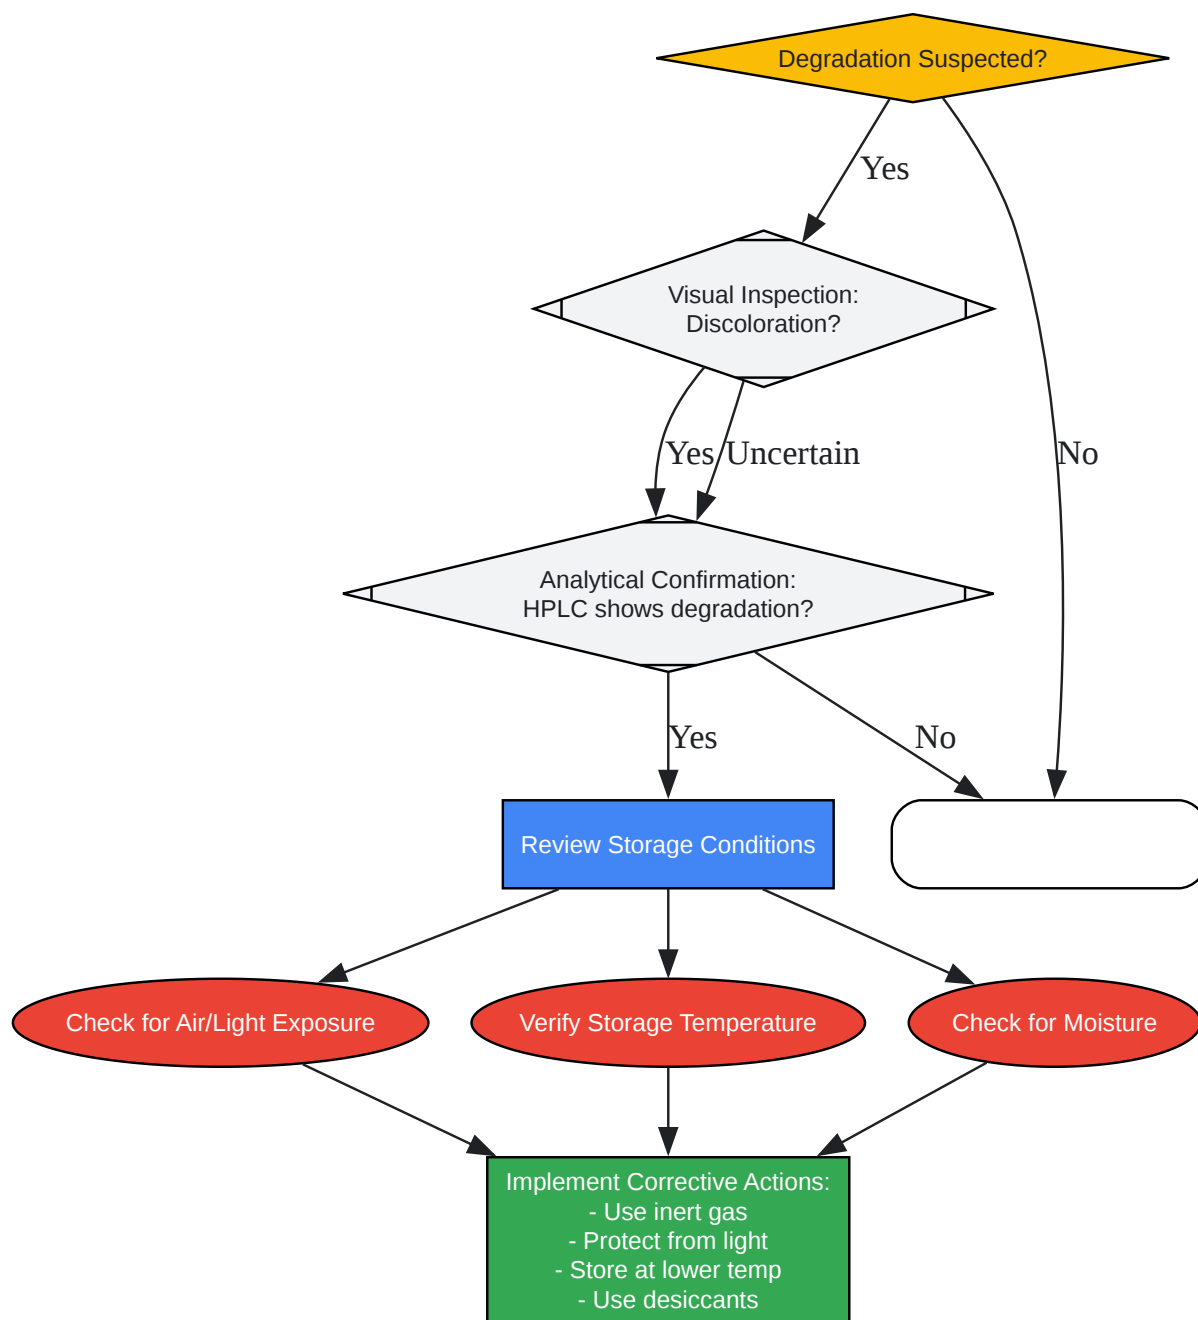 Degradation Suspected?
Yes
Visual Inspection:
Discoloration?
Yes
Uncertain
No
Analytical Confirmation:
HPLC shows degradation?
Yes
No
Review Storage Conditions
Check for Air/Light Exposure
Verify Storage Temperature
Check for Moisture
Implement Corrective Actions:
- Use inert gas
- Protect from light
- Store at lower temp
- Use desiccants